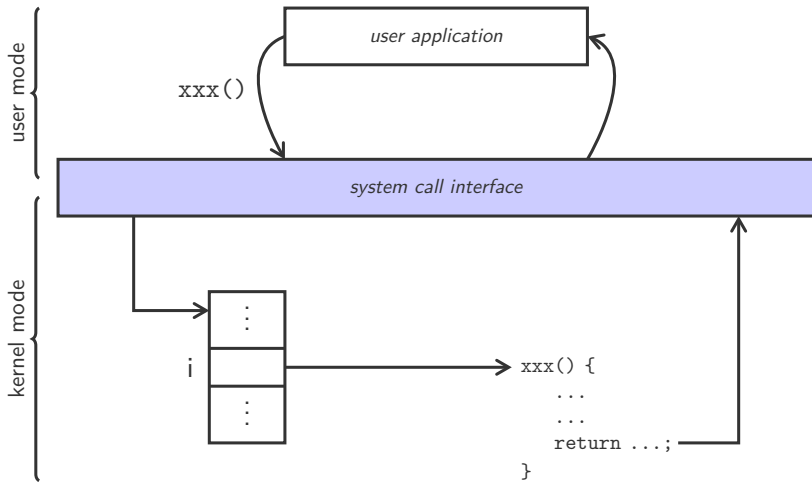 user mode
user application
xxx()
system call interface
kernel mode
⋮
i
⋮
xxx() {
...
...
return ...;
}